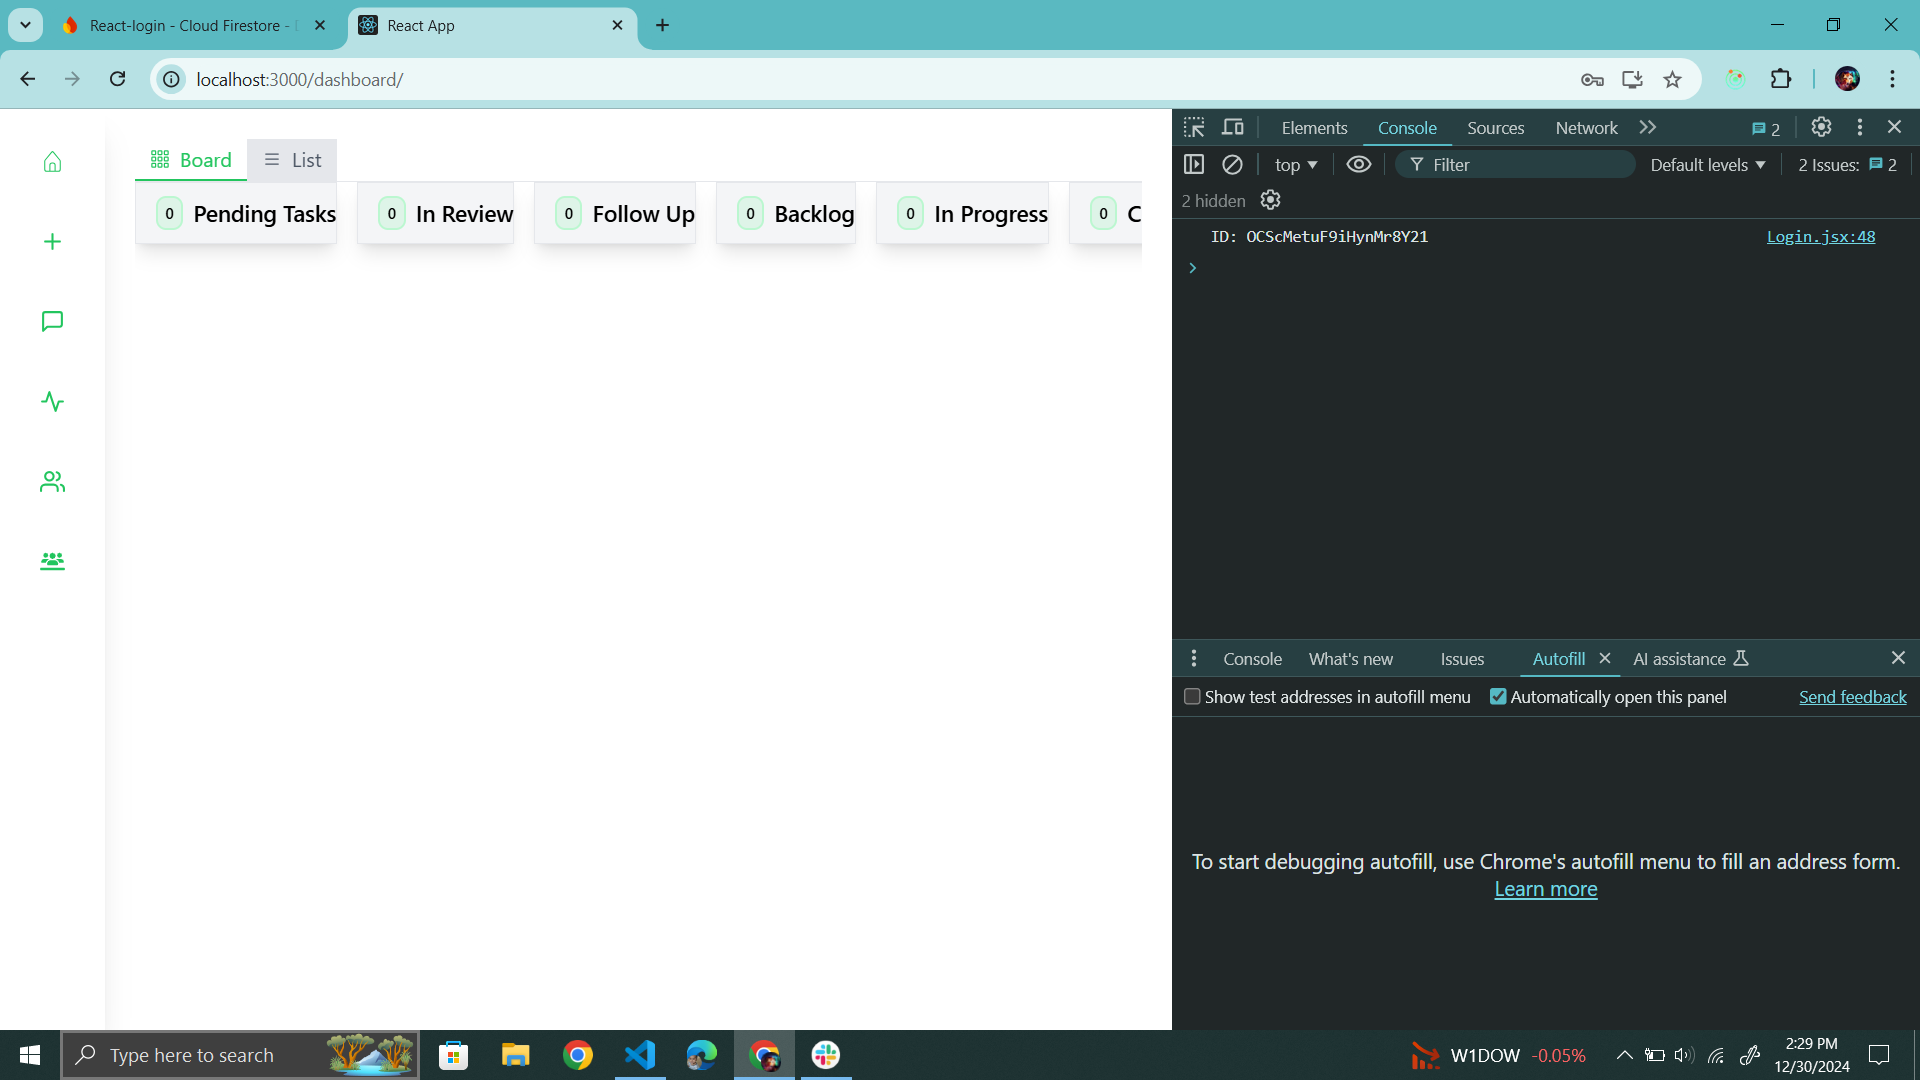 React-login - Cloud Firestore -
React App
localhost:3000/dashboard/
Board
List
0 Pending Tasks
0 In Review
0 Follow Up
0 Backlog
0 In Progress
0 C
Elements
Console
Sources
Network
2
top
Filter
Default levels
2 Issues:
2
2 hidden
ID: OCScMetuF9iHynMr8Y21
Login.jsx:48
Console
What's new
Issues
Autofill
AI assistance
Show test addresses in autofill menu
Automatically open this panel
Send feedback
To start debugging autofill, use Chrome's autofill menu to fill an address form.
Learn more
Type here to search
W1DOW -0.05%
2:29 PM
12/30/2024